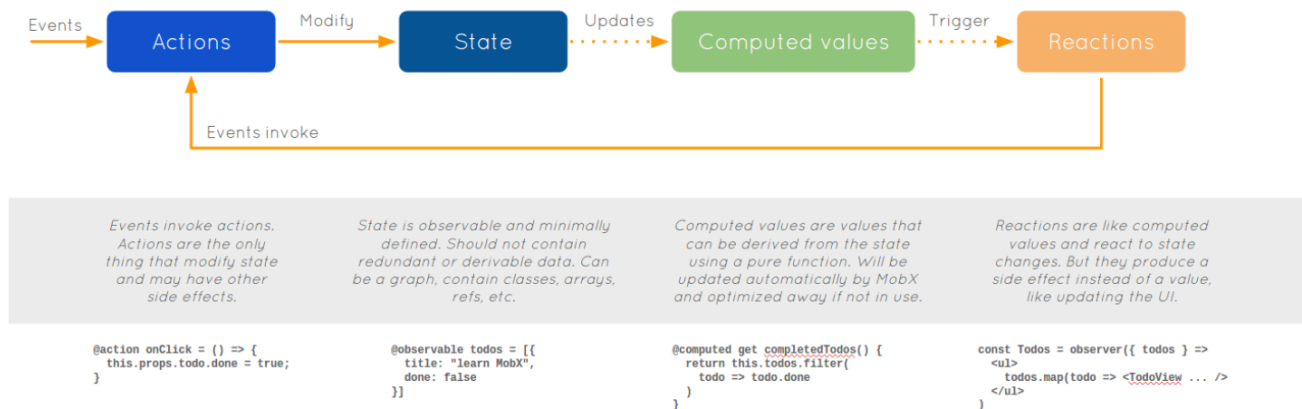 Events
Actions
Modify
State
Updates
Computed values
Trigger
Reactions
Events invoke
Events invoke actions.
Actions are the only
thing that modify state
and may have other
side effects.
State is observable and minimally
defined. Should not contain
redundant or derivable data. Can
be a graph, contain classes, arrays,
refs, etc.
Computed values are values that
can be derived from the state
using a pure function. Will be
updated automatically by MobX
and optimized away if not in use.
Reactions are like computed
values and react to state
changes. But they produce a
side effect instead of a value,
like updating the UI.
@action onClick = () => {
  this.props.todo.done = true;
}
@observable todos = [{
  title: "learn MobX",
  done: false
}]
@computed get completedTodos() {
  return this.todos.filter(
    todo => todo.done
  )
}
const Todos = observer({ todos } =>
  <ul>
    todos.map(todo => <TodoView ... />
  </ul>
)